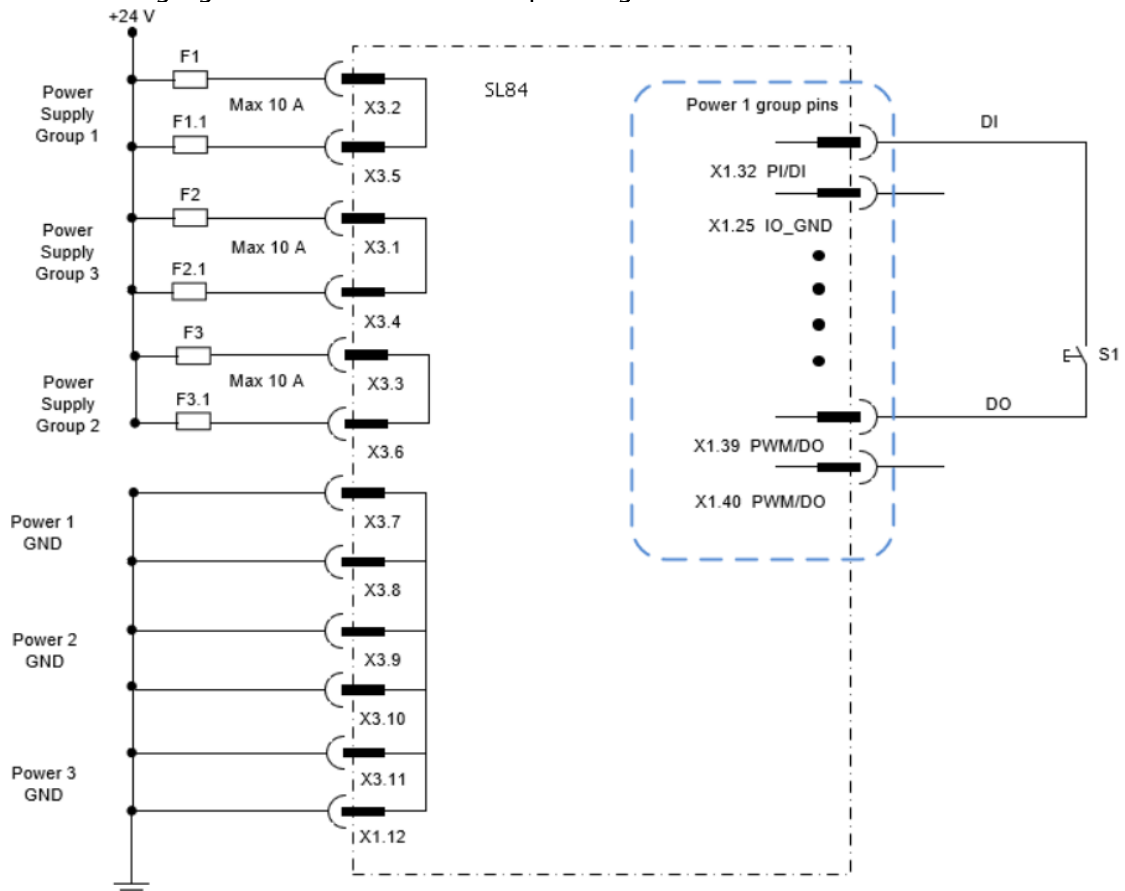 +24 V
F1
Power
Supply
Group 1
Max 10 A
X3.2
F1.1
X3.5
F2
Power
Supply
Group 3
Max 10 A
X3.1
F2.1
X3.4
F3
Power
Supply
Group 2
Max 10 A
X3.3
F3.1
X3.6
Power 1
GND
X3.7
X3.8
Power 2
GND
X3.9
X3.10
Power 3
GND
X3.11
X1.12
SL84
Power 1 group pins
DI
X1.32 PI/DI
X1.25 IO_GND
S1
DO
X1.39 PWM/DO
X1.40 PWM/DO